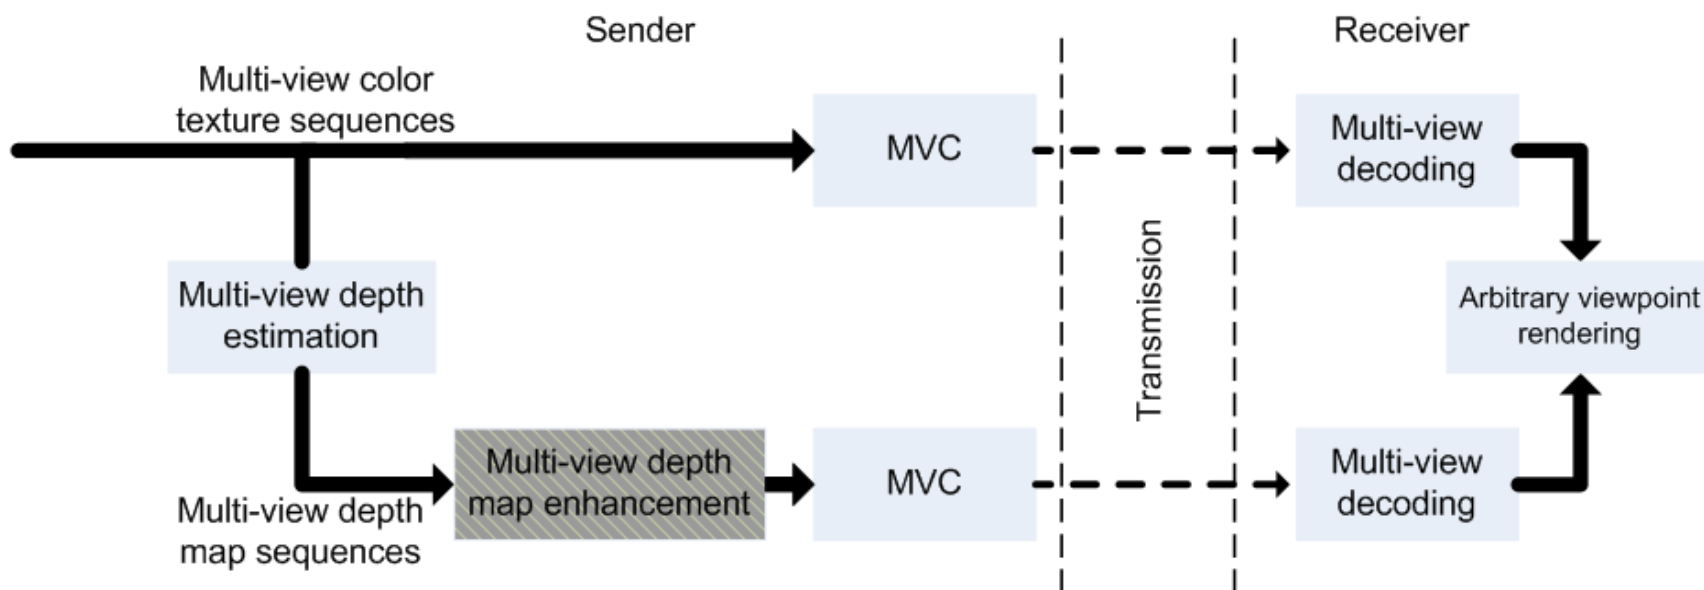 Sender
Receiver
Multi-view color
texture sequences
MVC
Multi-view
decoding
Transmission
Multi-view depth
estimation
Arbitrary viewpoint
rendering
Multi-view depth
map enhancement
MVC
Multi-view
decoding
Multi-view depth
map sequences